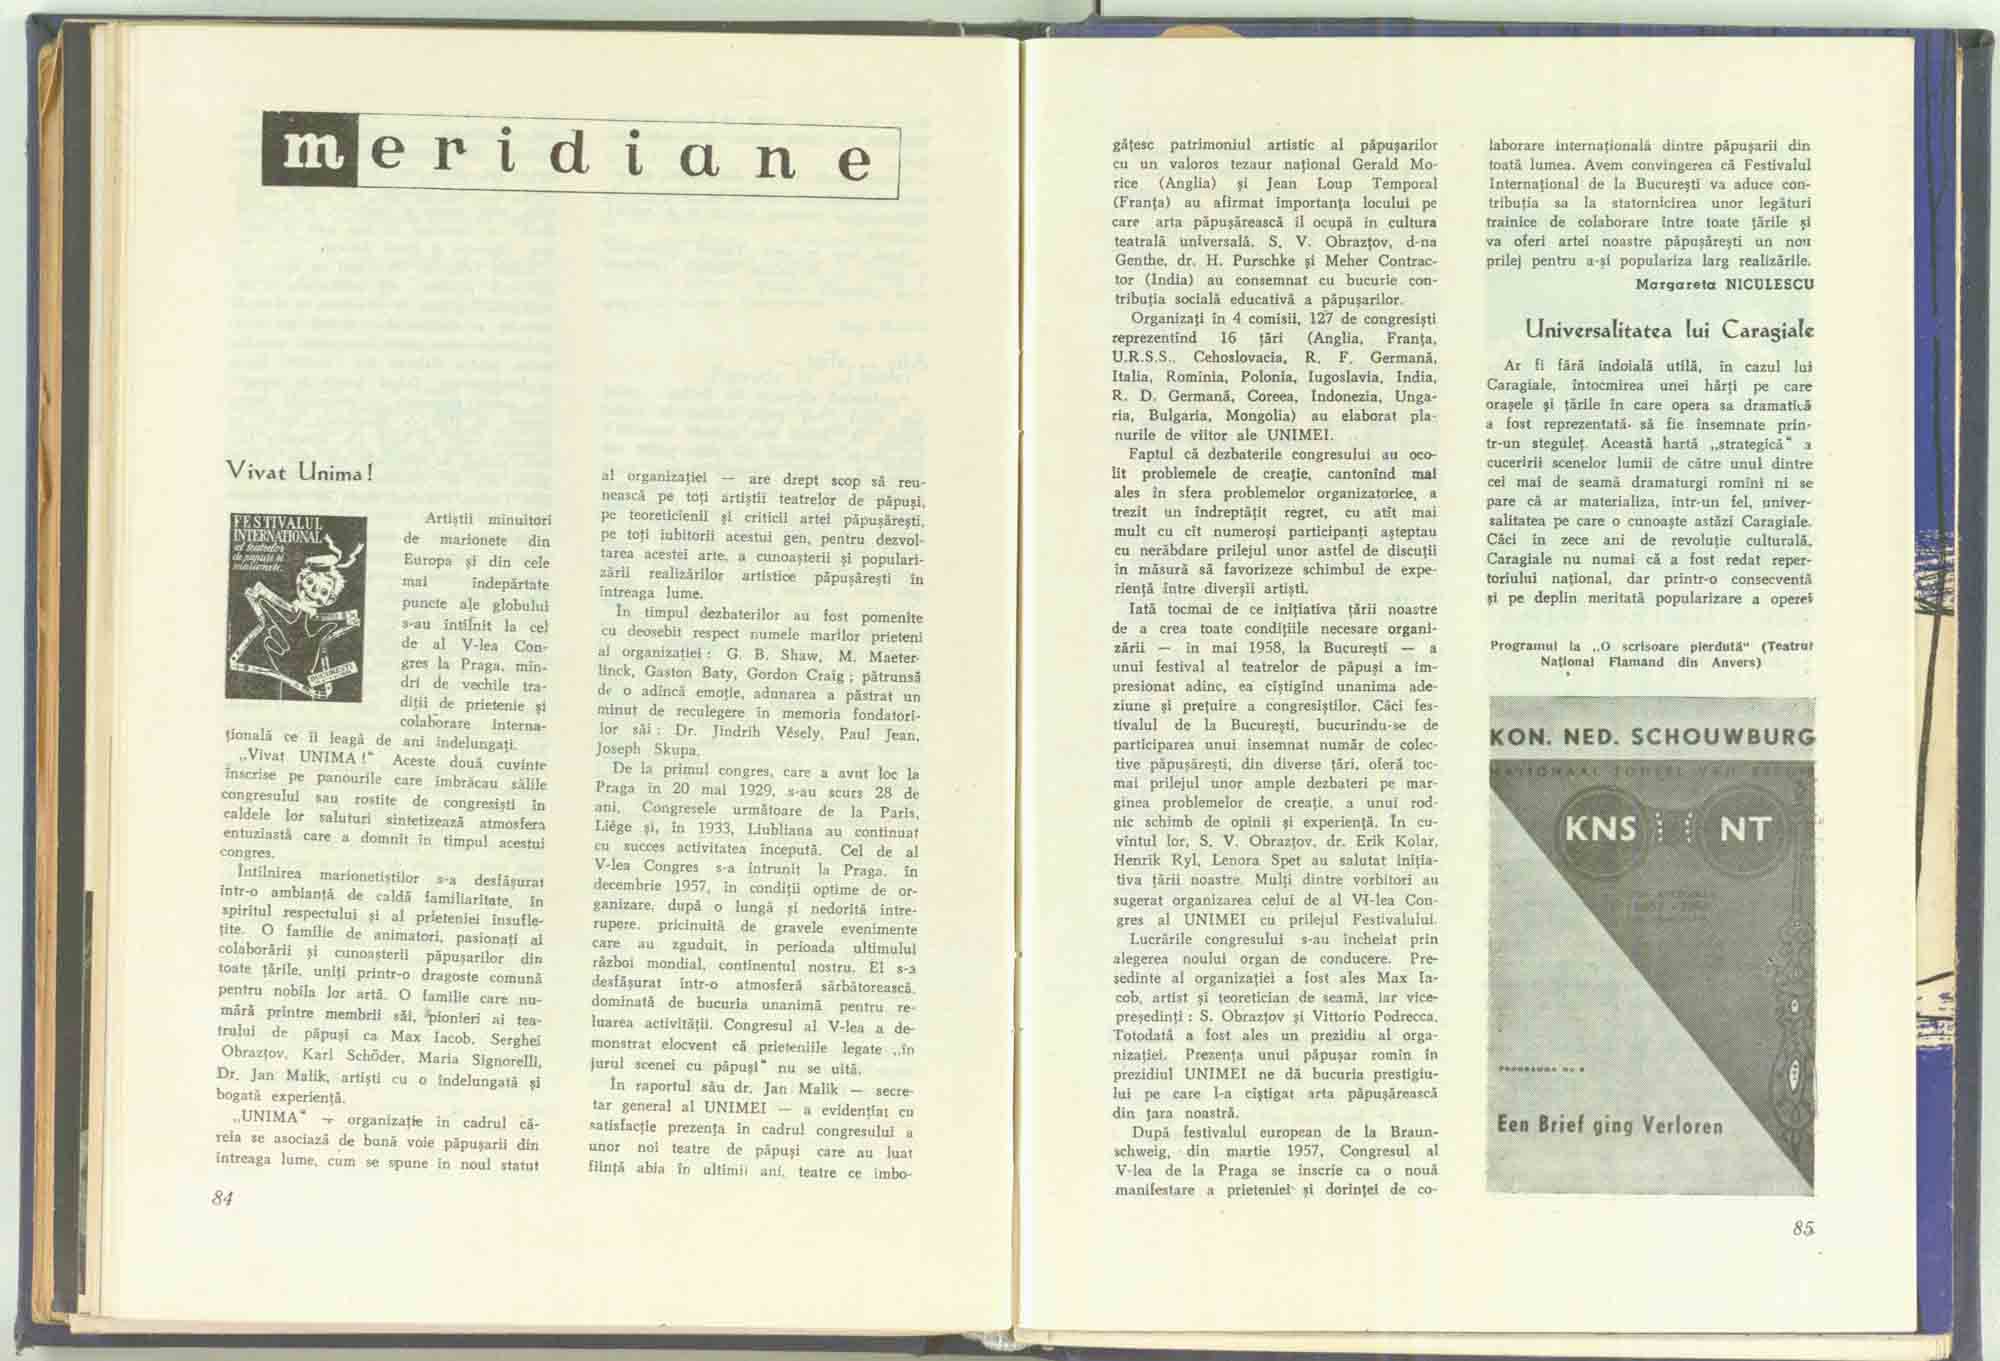 meridiane
Vivat Unima!
FESTIVALUL
INTERNAȚIONAL
al teatrelor
de păpuși și
marionete.
BUCUREȘTI
Artiștii minuitori
de marionete din
Europa și din cele
mai îndepărtate
puncte ale globului
s-au întîlnit la cel
de al V-lea Con-
gres la Praga, mîn-
dri de vechile tra-
diții de prietenie și
colaborare interna-
țională ce îi leagă de ani îndelungați.
„Vivat UNIMA!“ Aceste două cuvinte
înscrise pe panourile care îmbrăcau sălile
congresului sau rostite de congresiști în
caldele lor saluturi sintetizează atmosfera
entuziastă care a domnit în timpul acestui
congres.
Întîlnirea marionetiștilor s-a desfășurat
într-o ambianță de caldă familiaritate, în
spiritul respectului și al prieteniei însufle-
țite. O familie de animatori, pasionați ai
colaborării și cunoașterii păpușarilor din
toate țările, uniți printr-o dragoste comună
pentru nobila lor artă. O familie care nu-
mără printre membrii săi, pionieri ai tea-
trului de păpuși ca Max Iacob, Serghei
Obrazțov, Karl Schöder, Maria Signorelli,
Dr. Jan Malik, artiști cu o îndelungată și
bogată experiență.
„UNIMA“ — organizație în cadrul că-
reia se asociază de bună voie păpușarii din
întreaga lume, cum se spune în noul statut
84
al organizației — are drept scop să reu-
nească pe toți artiștii teatrelor de păpuși,
pe teoreticienii și criticii artei păpușărești,
pe toți iubitorii acestui gen, pentru dezvol-
tarea acestei arte, a cunoașterii și populari-
zării realizărilor artistice păpușărești în
întreaga lume.
În timpul dezbaterilor au fost pomenite
cu deosebit respect numele marilor prieteni
ai organizației: G. B. Shaw, M. Maeter-
linck, Gaston Baty, Gordon Craig; pătrunsă
de o adîncă emoție, adunarea a păstrat un
minut de reculegere în memoria fondatori-
lor săi: Dr. Jindrih Vésely, Paul Jean,
Joseph Skupa.
De la primul congres, care a avut loc la
Praga în 20 mai 1929, s-au scurs 28 de
ani. Congresele următoare de la Paris,
Liége și, în 1933, Liubliana au continuat
cu succes activitatea începută. Cel de al
V-lea Congres s-a întrunit la Praga, în
decembrie 1957, în condiții optime de or-
ganizare, după o lungă și nedorită între-
rupere, pricinuită de gravele evenimente
care au zguduit, în perioada ultimului
război mondial, continentul nostru. El s-a
desfășurat într-o atmosferă sărbătorească,
dominată de bucuria unanimă pentru re-
luarea activității. Congresul al V-lea a de-
monstrat elocvent că prieteniile legate „în
jurul scenei cu păpuși“ nu se uită.
În raportul său dr. Jan Malik — secre-
tar general al UNIMEI — a evidențiat cu
satisfacție prezența în cadrul congresului a
unor noi teatre de păpuși care au luat
ființă abia în ultimii ani, teatre ce îmbo-
gățesc patrimoniul artistic al păpușarilor
cu un valoros tezaur național Gerald Mo-
rice (Anglia) și Jean Loup Temporal
(Franța) au afirmat importanța locului pe
care arta păpușărească îl ocupă în cultura
teatrală universală. S. V. Obrazțov, d-na
Genthe, dr. H. Purschke și Meher Contrac-
tor (India) au consemnat cu bucurie con-
tribuția socială educativă a păpușarilor.
Organizați în 4 comisii, 127 de congresiști
reprezentînd 16 țări (Anglia, Franța,
U.R.S.S., Cehoslovacia, R. F. Germană,
Italia, Rominia, Polonia, Iugoslavia, India,
R. D. Germană, Coreea, Indonezia, Unga-
ria, Bulgaria, Mongolia) au elaborat pla-
nurile de viitor ale UNIMEI.
Faptul că dezbaterile congresului au oco-
lit problemele de creație, cantonînd mai
ales în sfera problemelor organizatorice, a
trezit un îndreptățit regret, cu atît mai
mult cu cît numeroși participanți așteptau
cu nerăbdare prilejul unor astfel de discuții
în măsură să favorizeze schimbul de expe-
riență între diverșii artiști.
Iată tocmai de ce inițiativa țării noastre
de a crea toate condițiile necesare organi-
zării — în mai 1958, la București — a
unui festival al teatrelor de păpuși a im-
presionat adînc, ea cîștigînd unanima ade-
ziune și prețuire a congresiștilor. Căci fes-
tivalul de la București, bucurindu-se de
participarea unui însemnat număr de colec-
tive păpușărești, din diverse țări, oferă toc-
mai prilejul unor ample dezbateri pe mar-
ginea problemelor de creație, a unui rod-
nic schimb de opinii și experiență. În cu-
vîntul lor, S. V. Obrazțov, dr. Erik Kolar,
Henrik Ryl, Lenora Spet au salutat iniția-
tiva țării noastre. Mulți dintre vorbitori au
sugerat organizarea celui de al VI-lea Con-
gres al UNIMEI cu prilejul Festivalului.
Lucrările congresului s-au încheiat prin
alegerea noului organ de conducere. Pre-
ședinte al organizației a fost ales Max Ia-
cob, artist și teoretician de seamă, iar vice-
președinți: S. Obrazțov și Vittorio Podrecca.
Totodată a fost ales un prezidiu al orga-
nizației. Prezența unui păpușar romîn în
prezidiul UNIMEI ne dă bucuria prestigiu-
lui pe care l-a cîștigat arta păpușărească
din țara noastră.
După festivalul european de la Braun-
schweig, din martie 1957, Congresul al
V-lea de la Praga se înscrie ca o nouă
manifestare a prieteniei și dorinței de co-
laborare internațională dintre păpușarii din
toată lumea. Avem convingerea că Festivalul
Internațional de la București va aduce con-
tribuția sa la statornicirea unor legături
trainice de colaborare între toate țările și
va oferi artei noastre păpușărești un nou
prilej pentru a-și populariza larg realizările.
Margareta NICULESCU
Universalitatea lui Caragiale
Ar fi fără îndoială utilă, în cazul lui
Caragiale, întocmirea unei hărți pe care
orașele și țările în care opera sa dramatică
a fost reprezentată să fie însemnate prin-
tr-un steguleț. Această hartă „strategică“ a
cuceririi scenelor lumii de către unul dintre
cei mai de seamă dramaturgi romîni ni se
pare că ar materializa, într-un fel, univer-
salitatea pe care o cunoaște astăzi Caragiale.
Căci în zece ani de revoluție culturală,
Caragiale nu numai că a fost redat reper-
toriului național, dar printr-o consecventă
și pe deplin meritată popularizare a operei
Programul la „O scrisoare pierdută“ (Teatrul
Național Flamand din Anvers)
KON. NED. SCHOUWBURG
NATIONAAL TONEEL VAN BELGIE
KNS NT
1957-1958
PROGRAMMA Nr
Een Brief ging Verloren
85